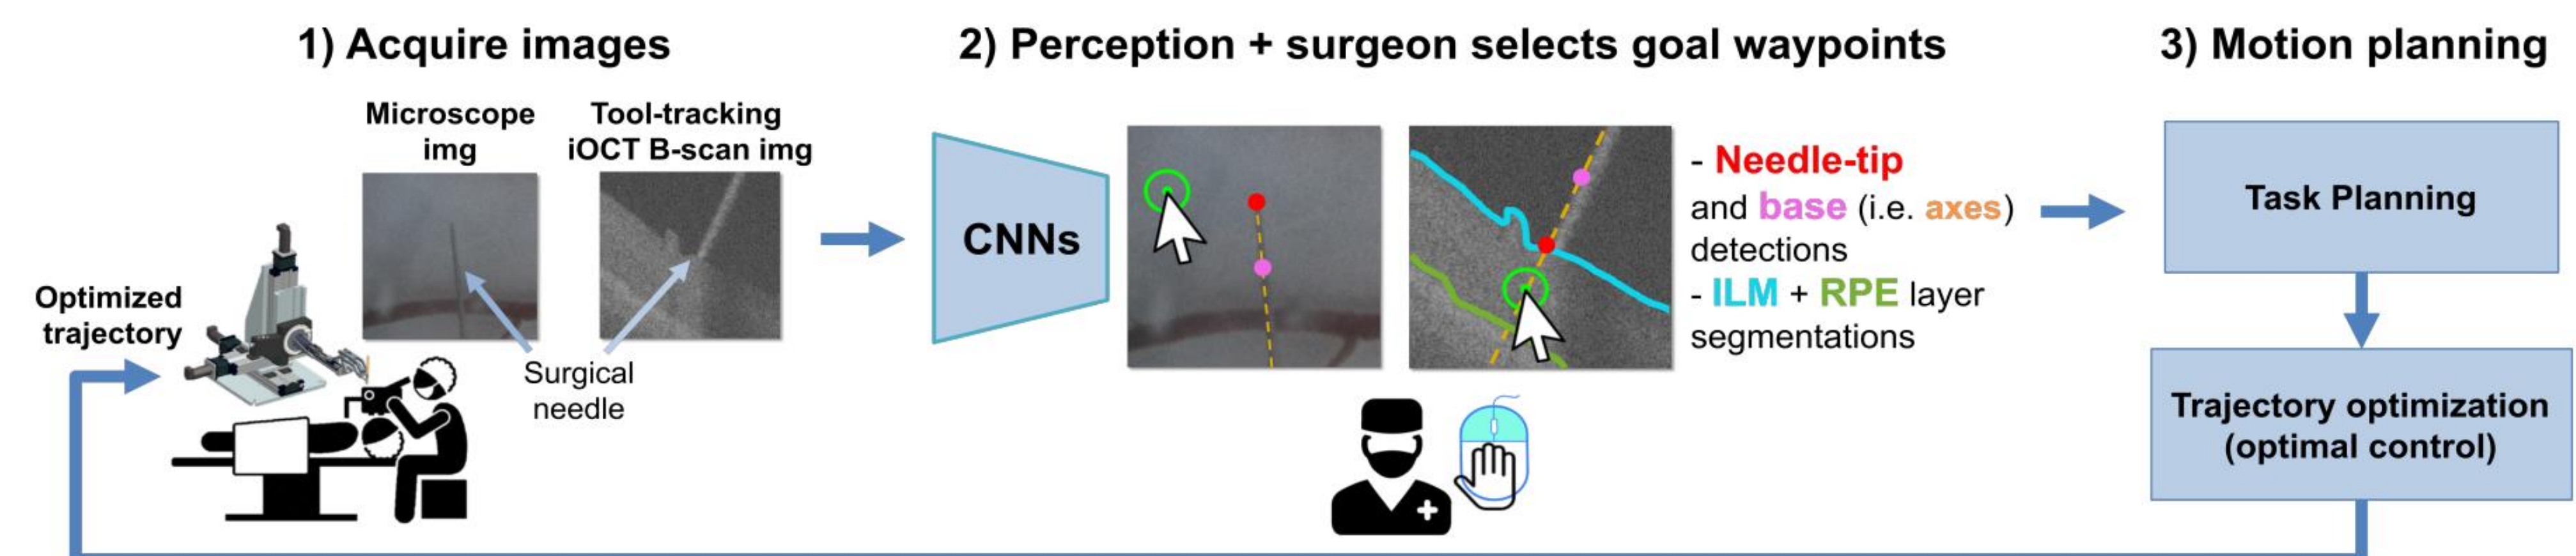 1) Acquire images
Microscope
img
Tool-tracking
iOCT B-scan img
Optimized
trajectory
Surgical
needle
2) Perception + surgeon selects goal waypoints
CNNs
- Needle-tip
and base (i.e. axes)
detections
- ILM + RPE layer
segmentations
3) Motion planning
Task Planning
Trajectory optimization
(optimal control)